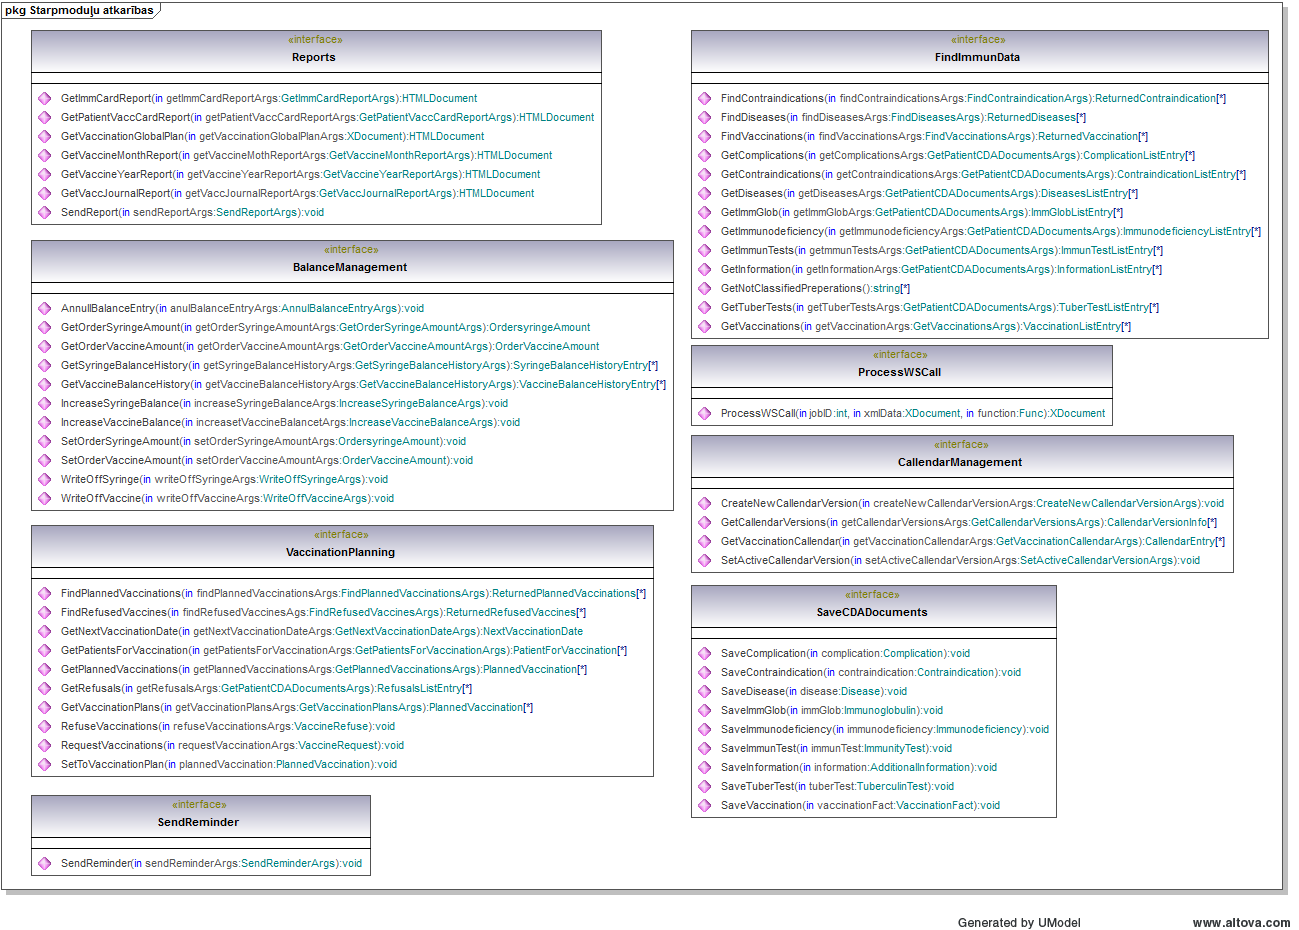 pkg Starpmoduļu atkarības
«interface»
Reports
GetImmCardReport(in getImmCardReportArgs:GetImmCardReportArgs):HTMLDocument
GetPatientVaccCardReport(in getPatientVaccCardReportArgs:GetPatientVaccCardReportArgs):HTMLDocument
GetVaccinationGlobalPlan(in getVaccinationGlobalPlanArgs:XDocument):HTMLDocument
GetVaccineMonthReport(in getVaccineMothReportArgs:GetVaccineMonthReportArgs):HTMLDocument
GetVaccineYearReport(in getVaccineYearReportArgs:GetVaccineYearReportArgs):HTMLDocument
GetVaccJournalReport(in getVaccJournalReportArgs:GetVaccJournalReportArgs):HTMLDocument
SendReport(in sendReportArgs:SendReportArgs):void
«interface»
BalanceManagement
AnnullBalanceEntry(in anulBalanceEntryArgs:AnnulBalanceEntryArgs):void
GetOrderSyringeAmount(in getOrderSyringeAmountArgs:GetOrderSyringeAmountArgs):OrdersyringeAmount
GetOrderVaccineAmount(in getOrderVaccineAmountArgs:GetOrderVaccineAmountArgs):OrderVaccineAmount
GetSyringeBalanceHistory(in getSyringeBalanceHistoryArgs:GetSyringeBalanceHistoryArgs):SyringeBalanceHistoryEntry[*]
GetVaccineBalanceHistory(in getVaccineBalanceHistoryArgs:GetVaccineBalanceHistoryArgs):VaccineBalanceHistoryEntry[*]
IncreaseSyringeBalance(in increaseSyringeBalanceArgs:IncreaseSyringeBalanceArgs):void
IncreaseVaccineBalance(in increasetVaccineBalancetArgs:IncreaseVaccineBalanceArgs):void
SetOrderSyringeAmount(in setOrderSyringeAmountArgs:OrdersyringeAmount):void
SetOrderVaccineAmount(in setOrderVaccineAmountArgs:OrderVaccineAmount):void
WriteOffSyringe(in writeOffSyringeArgs:WriteOffSyringeArgs):void
WriteOffVaccine(in writeOffVaccineArgs:WriteOffVaccineArgs):void
«interface»
VaccinationPlanning
FindPlannedVaccinations(in findPlannedVaccinationsArgs:FindPlannedVaccinationsArgs):ReturnedPlannedVaccinations[*]
FindRefusedVaccines(in findRefusedVaccinesAgs:FindRefusedVaccinesArgs):ReturnedRefusedVaccines[*]
GetNextVaccinationDate(in getNextVaccinationDateArgs:GetNextVaccinationDateArgs):NextVaccinationDate
GetPatientsForVaccination(in getPatientsForVaccinationArgs:GetPatientsForVaccinationArgs):PatientForVaccination[*]
GetPlannedVaccinations(in getPlannedVaccinationsArgs:GetPlannedVaccinationsArgs):PlannedVaccination[*]
GetRefusals(in getRefusalsArgs:GetPatientCDADocumentsArgs):RefusalsListEntry[*]
GetVaccinationPlans(in getVaccinationPlansArgs:GetVaccinationPlansArgs):PlannedVaccination[*]
RefuseVaccinations(in refuseVaccinationsArgs:VaccineRefuse):void
RequestVaccinations(in requestVaccinationArgs:VaccineRequest):void
SetToVaccinationPlan(in plannedVaccination:PlannedVaccination):void
«interface»
SendReminder
SendReminder(in sendReminderArgs:SendReminderArgs):void
«interface»
FindImmunData
FindContraindications(in findContraindicationsArgs:FindContraindicationArgs):ReturnedContraindication[*]
FindDiseases(in findDiseasesArgs:FindDiseasesArgs):ReturnedDiseases[*]
FindVaccinations(in findVaccinationsArgs:FindVaccinationsArgs):ReturnedVaccination[*]
GetComplications(in getComplicationsArgs:GetPatientCDADocumentsArgs):ComplicationListEntry[*]
GetContraindications(in getContraindicationsArgs:GetPatientCDADocumentsArgs):ContraindicationListEntry[*]
GetDiseases(in getDiseasesArgs:GetPatientCDADocumentsArgs):DiseasesListEntry[*]
GetImmGlob(in getImmGlobArgs:GetPatientCDADocumentsArgs):ImmGlobListEntry[*]
GetImmunodeficiency(in getImmunodeficiencyArgs:GetPatientCDADocumentsArgs):ImmunodeficiencyListEntry[*]
GetImmunTests(in getmmunTestsArgs:GetPatientCDADocumentsArgs):ImmunTestListEntry[*]
GetInformation(in getInformationArgs:GetPatientCDADocumentsArgs):InformationListEntry[*]
GetNotClassifiedPreperations():string[*]
GetTuberTests(in getTuberTestsArgs:GetPatientCDADocumentsArgs):TuberTestListEntry[*]
GetVaccinations(in getVaccinationArgs:GetVaccinationsArgs):VaccinationListEntry[*]
«interface»
ProcessWSCall
ProcessWSCall(in jobID:int, in xmlData:XDocument, in function:Func):XDocument
«interface»
CallendarManagement
CreateNewCallendarVersion(in createNewCallendarVersionArgs:CreateNewCallendarVersionArgs):void
GetCallendarVersions(in getCallendarVersionsArgs:GetCallendarVersionsArgs):CallendarVersionInfo[*]
GetVaccinationCallendar(in getVaccinationCallendarArgs:GetVaccinationCallendarArgs):CallendarEntry[*]
SetActiveCallendarVersion(in setActiveCallendarVersionArgs:SetActiveCallendarVersionArgs):void
«interface»
SaveCDADocuments
SaveComplication(in complication:Complication):void
SaveContraindication(in contraindication:Contraindication):void
SaveDisease(in disease:Disease):void
SaveImmGlob(in immGlob:Immunoglobulin):void
SaveImmunodeficiency(in immunodeficiency:Immunodeficiency):void
SaveImmunTest(in immunTest:ImmunityTest):void
SaveInformation(in information:AdditionalInformation):void
SaveTuberTest(in tuberTest:TuberculinTest):void
SaveVaccination(in vaccinationFact:VaccinationFact):void
Generated by UModel
www.altova.com